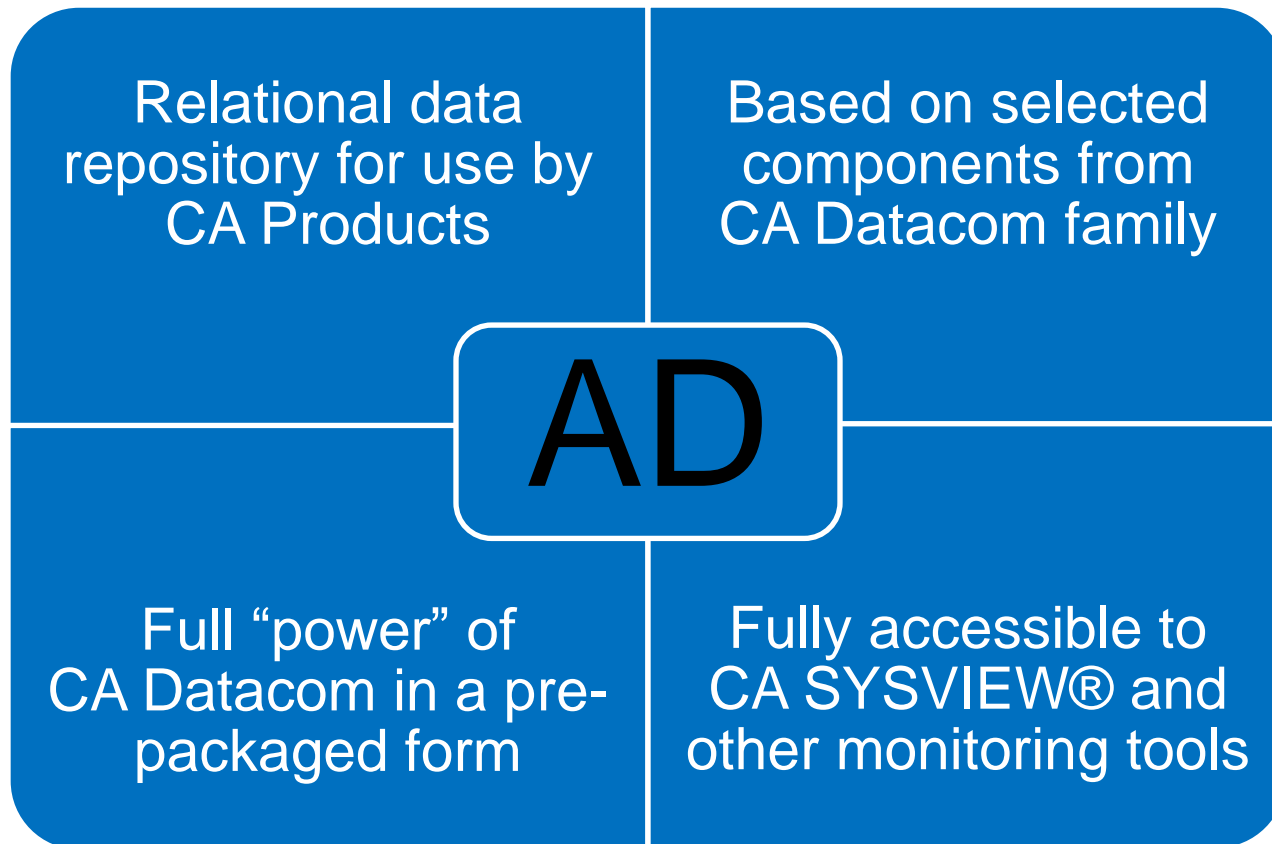 Relational data
repository for use by
CA Products
Based on selected
components from
CA Datacom family
AD
Full “power” of
CA Datacom in a pre-
packaged form
Fully accessible to
CA SYSVIEW® and
other monitoring tools